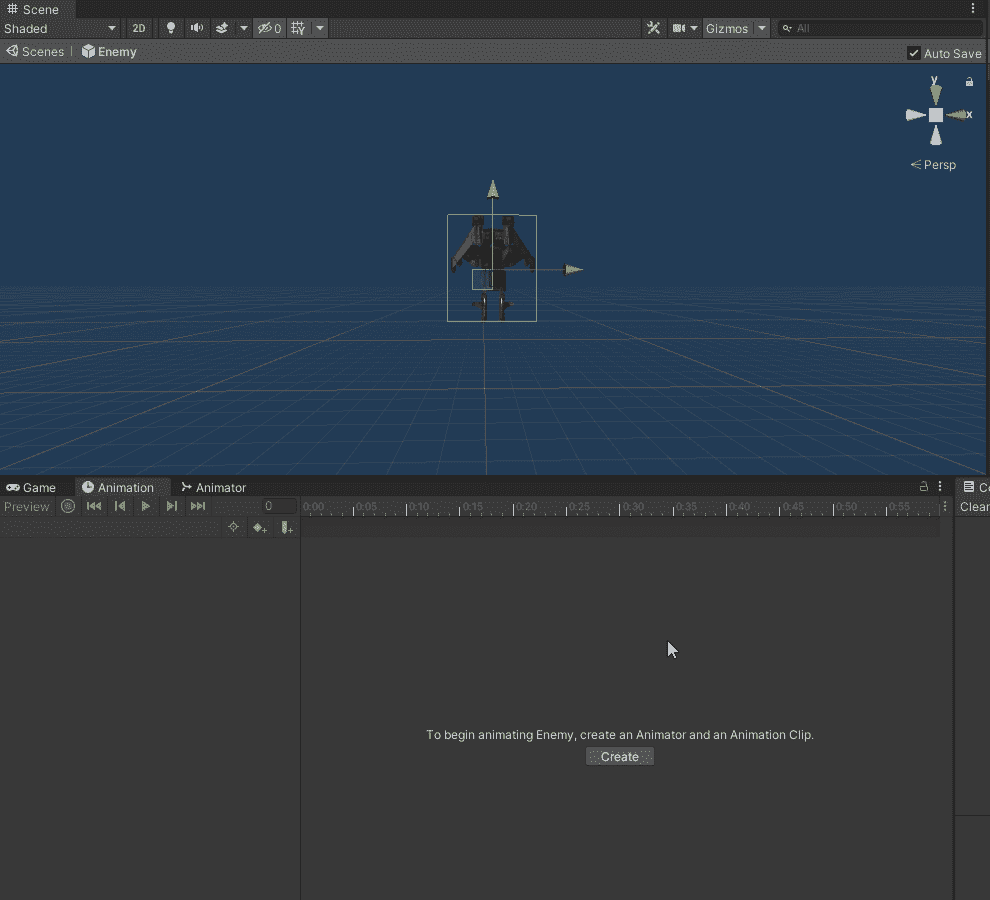 Scene
Shaded 2D 0 Gizmos All
Scenes Enemy Auto Save
y
x
Persp
Game Animation Animator
Preview 0 0:00 0:05 0:10 0:15 0:20 0:25 0:30 0:35 0:40 0:45 0:50 0:55 Clear
To begin animating Enemy, create an Animator and an Animation Clip.
Create